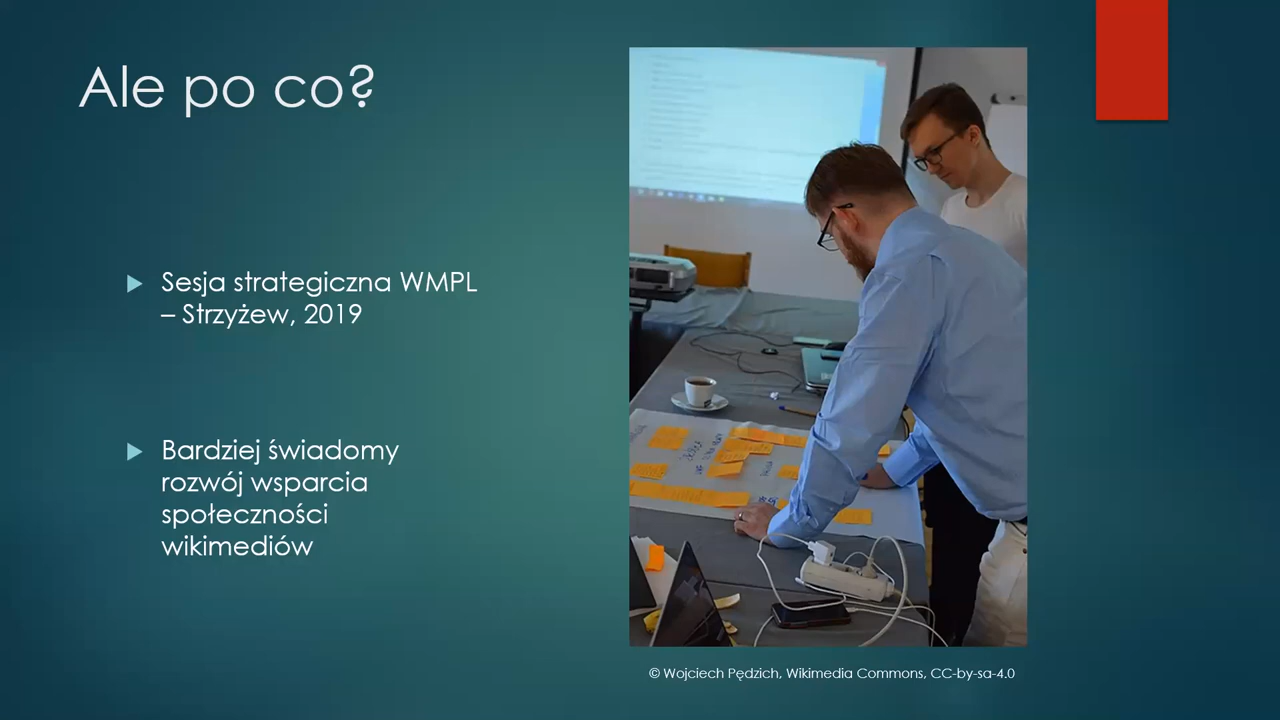 Ale po co?
Sesja strategiczna WMPL
– Strzyżew, 2019
Bardziej świadomy
rozwój wsparcia
społeczności
wikimediów
© Wojciech Pędzich, Wikimedia Commons, CC-by-sa-4.0